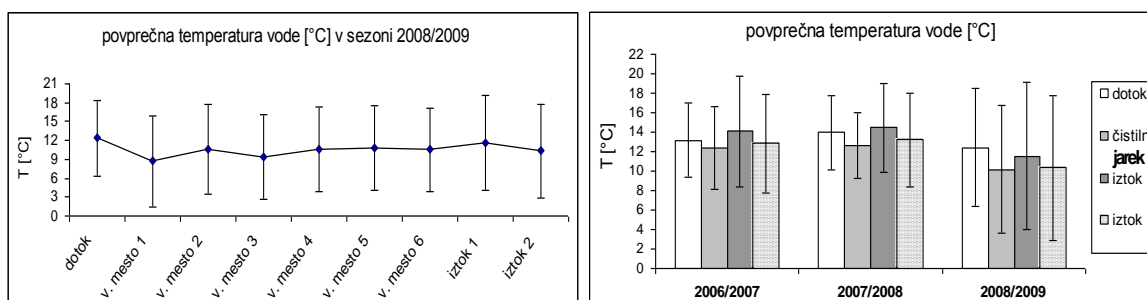 povprečna temperatura vode [°C] v sezoni 2008/2009
T [°C]
21
18
15
12
9
6
3
0
dotok
v. mesto 1
v. mesto 2
v. mesto 3
v. mesto 4
v. mesto 5
v. mesto 6
iztok 1
iztok 2
povprečna temperatura vode [°C]
T [°C]
22
20
18
16
14
12
10
8
6
4
2
0
2006/2007
2007/2008
2008/2009
dotok
čistiln
jarek
iztok
iztok